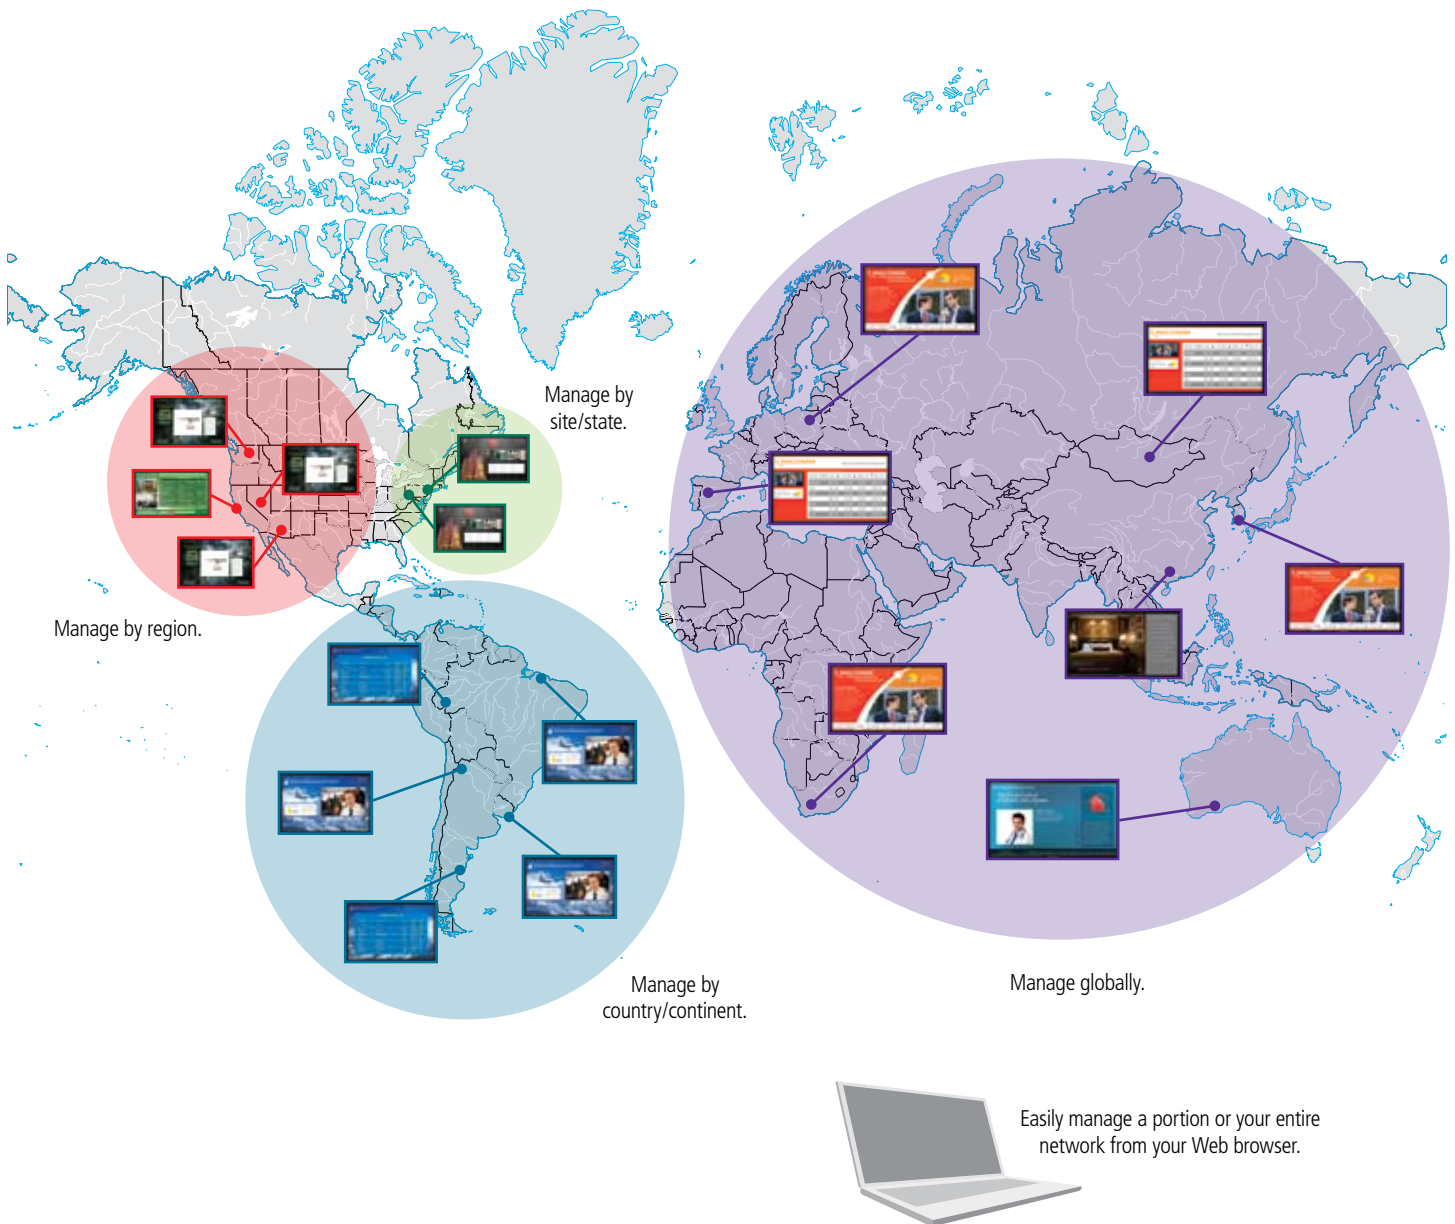 Manage by
site/state.
Manage by region.
Manage by
country/continent.
Manage globally.
Easily manage a portion or your entire
network from your Web browser.